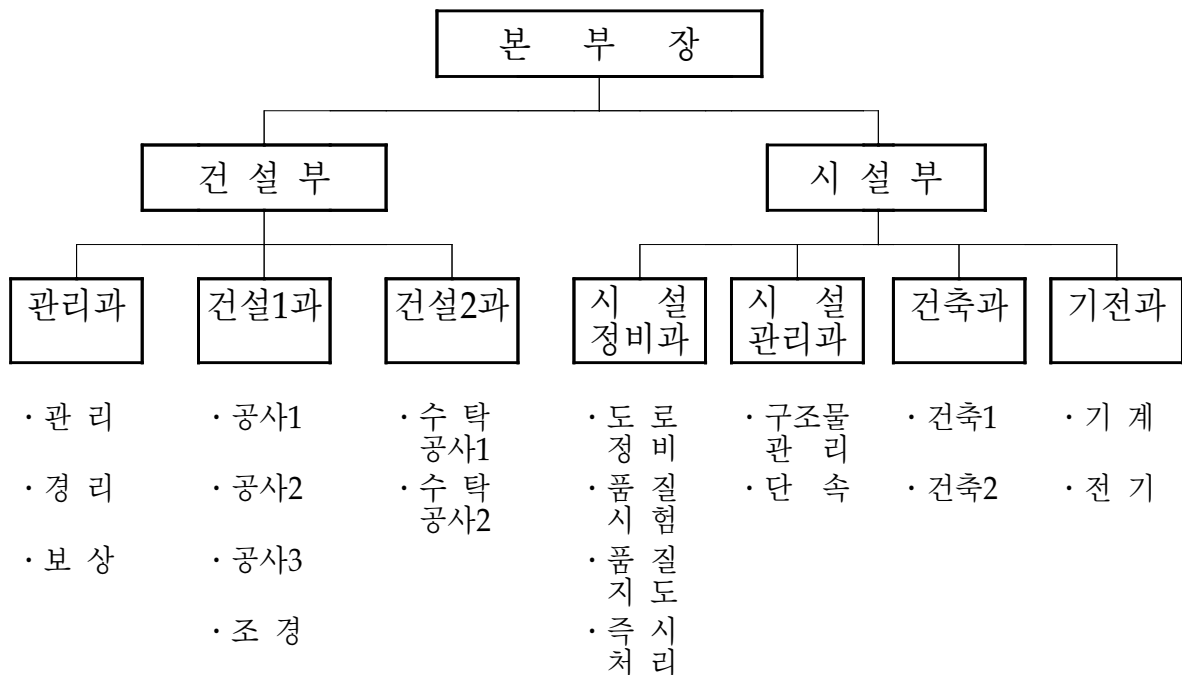 본 부 장
건 설 부 시 설 부
관리과 건설1과 건설2과 시 설 시 설 건축과 기전과
정비과 관리과
· 관 리 · 공사1 · 수 탁 · 도 로 · 구조물 · 건축1 · 기 계
공사1 정 비 관 리
· 경 리 · 공사2 · 수 탁 · 품 질 · 단 속 · 건축2 · 전 기
공사2 시 험
· 보 상 · 공사3 · 품 질
지 도
· 조 경 · 즉 시
처 리